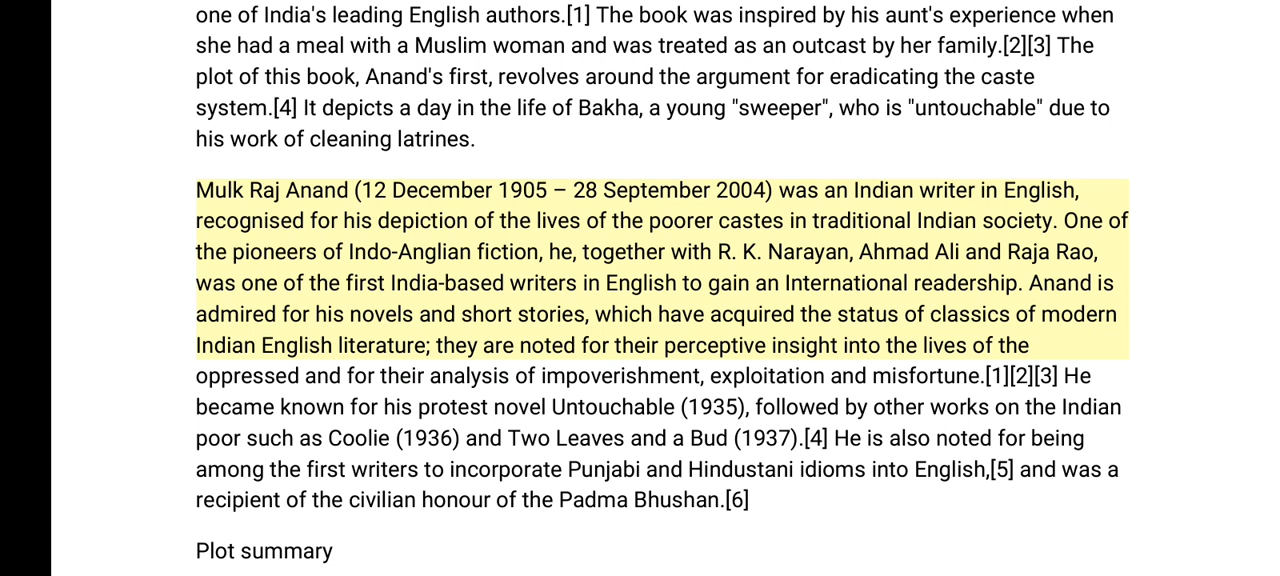 one of India's leading English authors.[1] The book was inspired by his aunt's experience when
she had a meal with a Muslim woman and was treated as an outcast by her family.[2][3] The
plot of this book, Anand's first, revolves around the argument for eradicating the caste
system.[4] It depicts a day in the life of Bakha, a young "sweeper", who is "untouchable" due to
his work of cleaning latrines.
Mulk Raj Anand (12 December 1905 – 28 September 2004) was an Indian writer in English,
recognised for his depiction of the lives of the poorer castes in traditional Indian society. One of
the pioneers of Indo-Anglian fiction, he, together with R. K. Narayan, Ahmad Ali and Raja Rao,
was one of the first India-based writers in English to gain an International readership. Anand is
admired for his novels and short stories, which have acquired the status of classics of modern
Indian English literature; they are noted for their perceptive insight into the lives of the
oppressed and for their analysis of impoverishment, exploitation and misfortune.[1][2][3] He
became known for his protest novel Untouchable (1935), followed by other works on the Indian
poor such as Coolie (1936) and Two Leaves and a Bud (1937).[4] He is also noted for being
among the first writers to incorporate Punjabi and Hindustani idioms into English,[5] and was a
recipient of the civilian honour of the Padma Bhushan.[6]
Plot summary